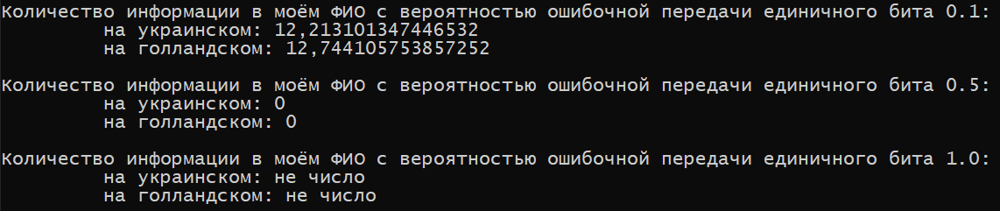 Количество информации в моём ФИО с вероятностью ошибочной передачи единичного бита 0.1:
на украинском: 12,213101347446532
на голландском: 12,744105753857252
Количество информации в моём ФИО с вероятностью ошибочной передачи единичного бита 0.5:
на украинском: 0
на голландском: 0
Количество информации в моём ФИО с вероятностью ошибочной передачи единичного бита 1.0:
на украинском: не число
на голландском: не число